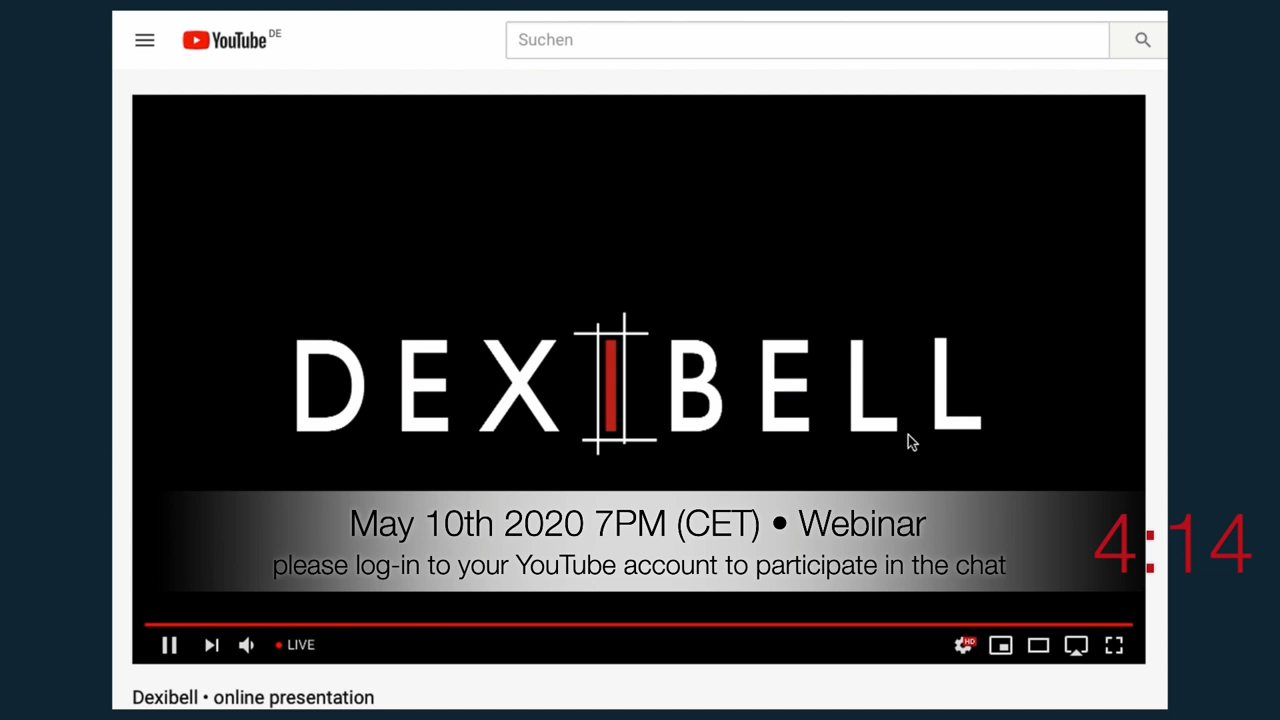 YouTube DE
Suchen
DEXIBELL
May 10th 2020 7PM (CET) • Webinar
please log-in to your YouTube account to participate in the chat
4:14
LIVE
HD
Dexibell • online presentation